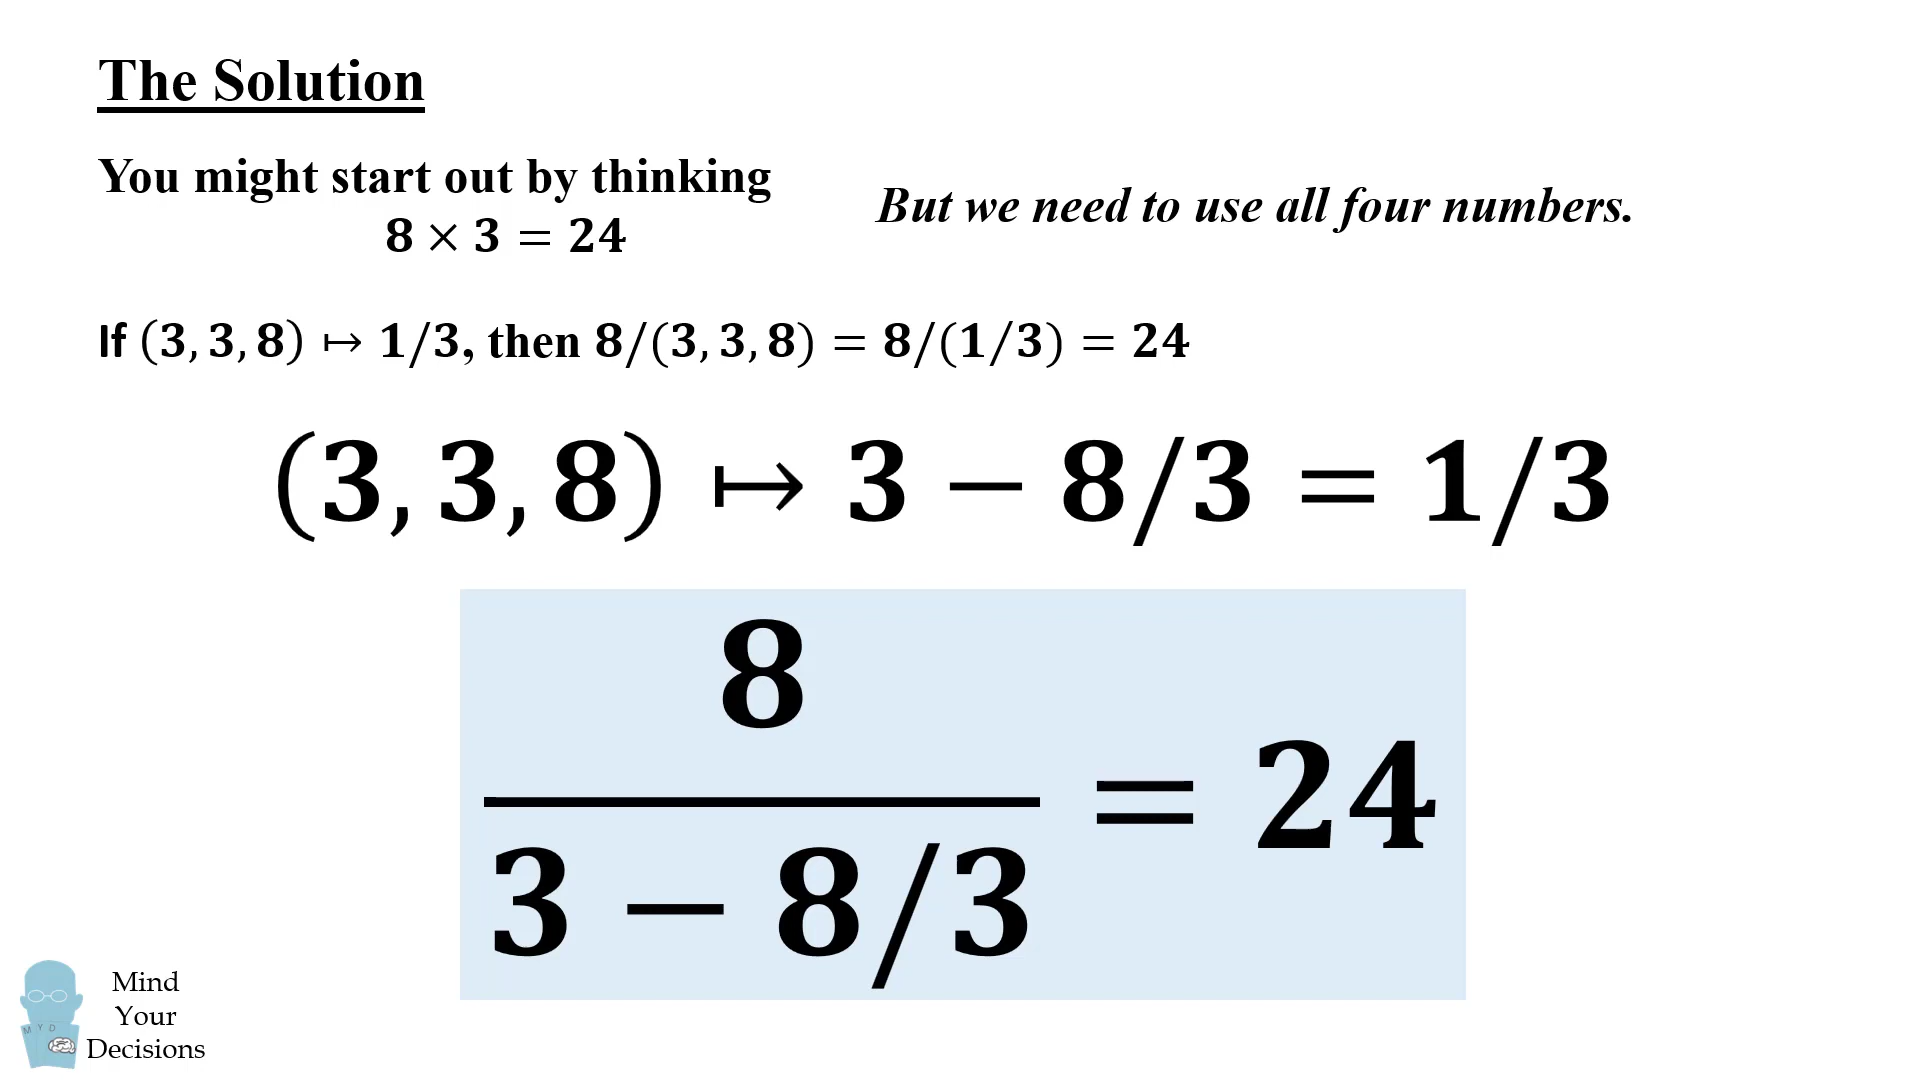 The Solution
You might start out by thinking
8 × 3 = 24
But we need to use all four numbers.
If (3, 3, 8) ↦ 1/3, then 8/(3, 3, 8) = 8/(1/3) = 24
(3, 3, 8) ↦ 3 − 8/3 = 1/3
8
3 − 8/3
= 24
M Y D
Mind
Your
Decisions